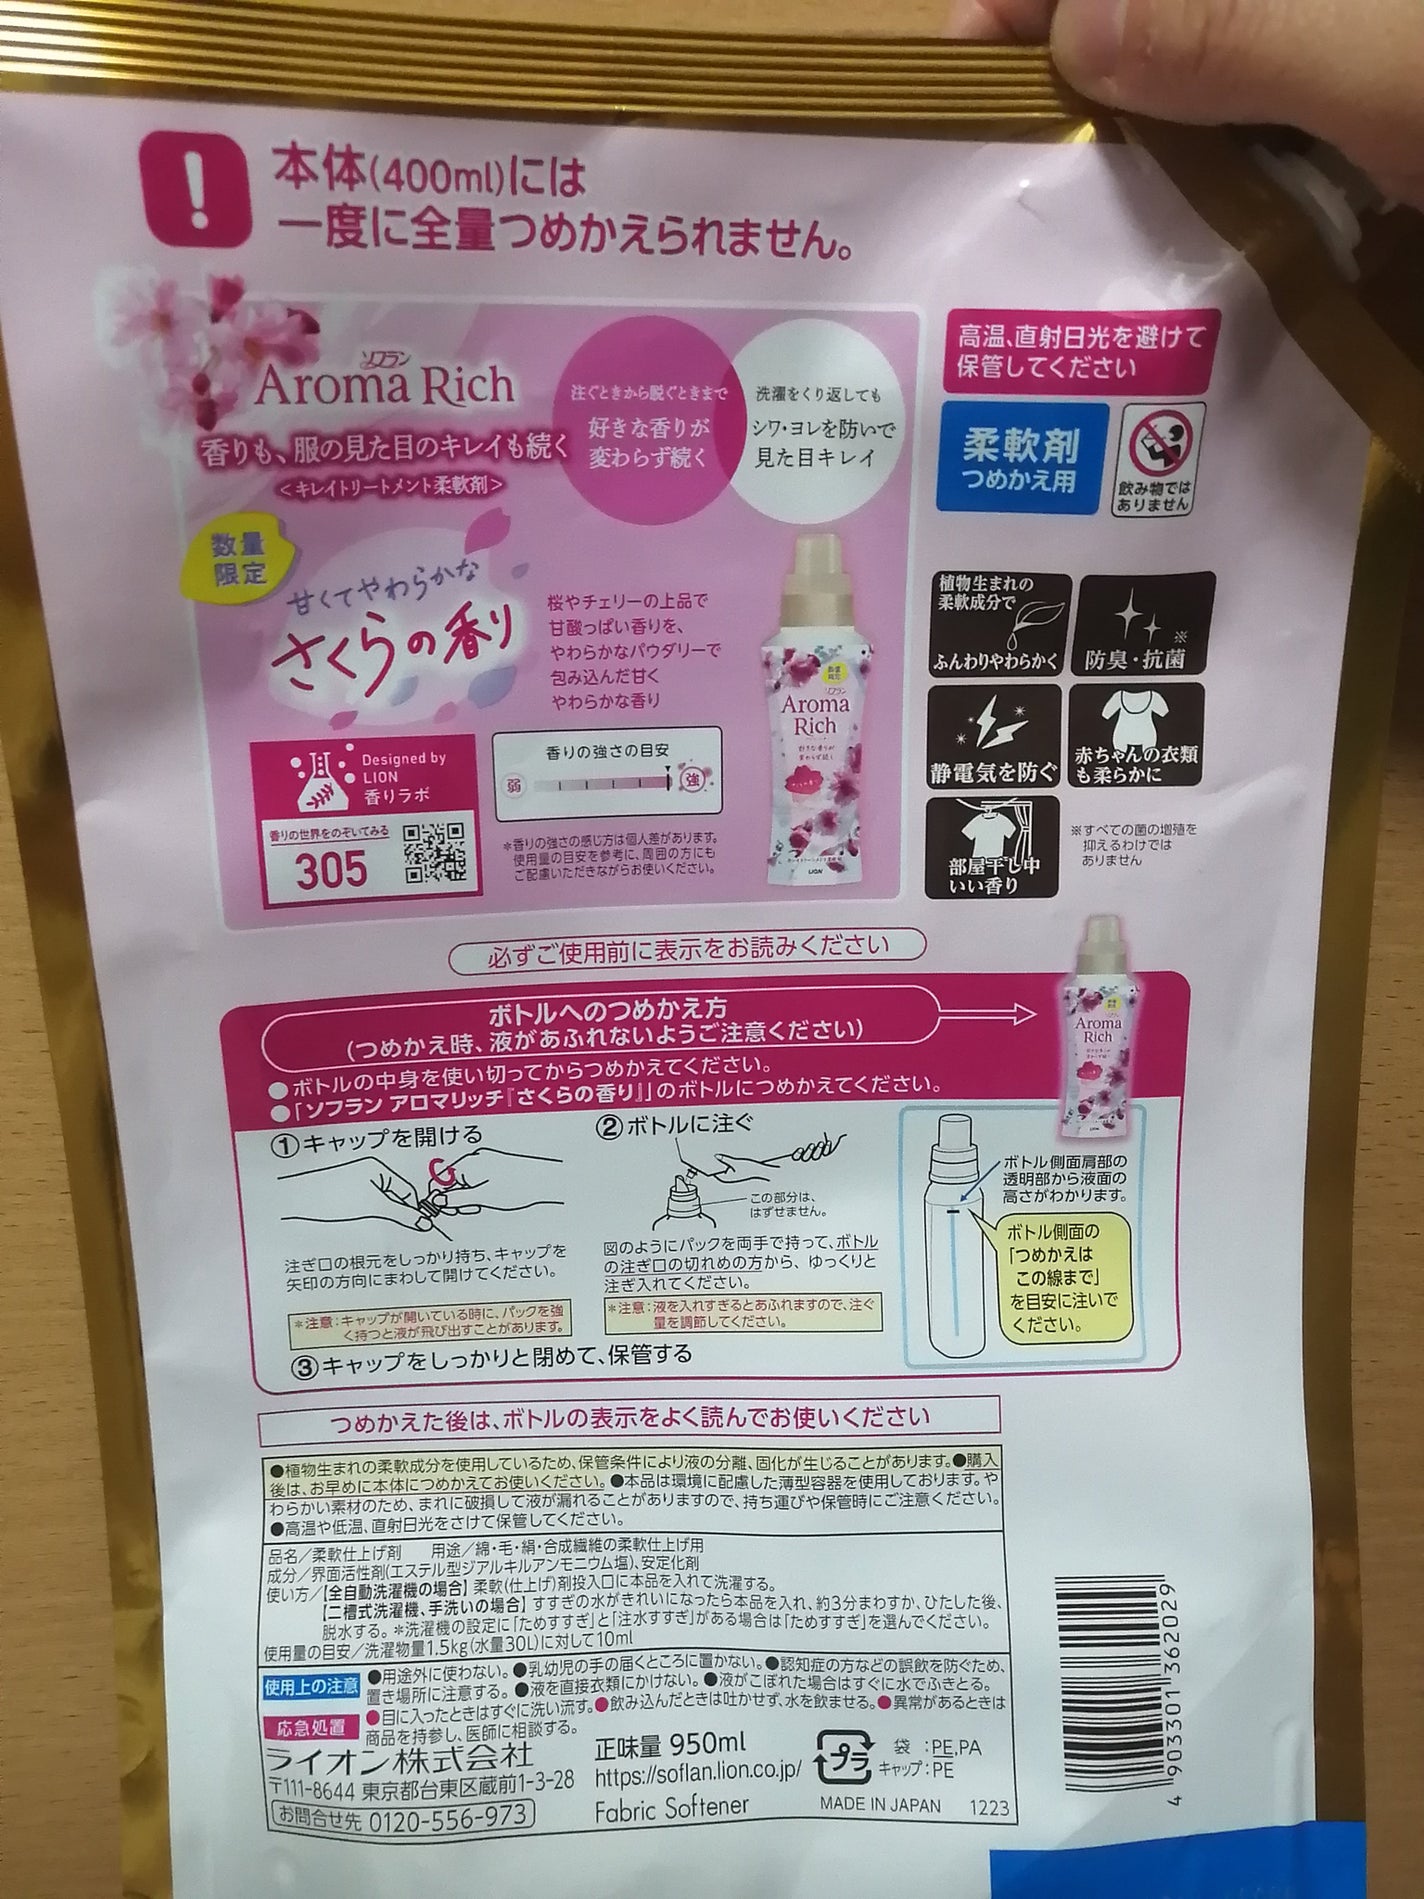 本体(400ml)には
一度に全量つめかえられません。
ソフラン
Aroma Rich
香りも、服の見た目のキレイも続く
<キレイトリートメント柔軟剤>
注ぐときから脱ぐときまで
好きな香りが
変わらず続く
洗濯をくり返しても
シワ・ヨレを防いで
見た目キレイ
高温、直射日光を避けて
保管してください
柔軟剤
つめかえ用
飲み物では
ありません
数量
限定
甘くてやわらかな
さくらの香り
桜やチェリーの上品で
甘酸っぱい香りを、
やわらかなパウダリーで
包み込んだ甘く
やわらかな香り
数量
限定
ソフラン
Aroma
Rich
好きな香りが
変わらず続く
LION
Designed by
LION
香りラボ
香りの世界をのぞいてみる
305
香りの強さの目安
弱
強
*香りの強さの感じ方は個人差があります。
使用量の目安を参考に、周囲の方にも
ご配慮いただきながらお使いください。
植物生まれの
柔軟成分で
ふんわりやわらかく
※
防臭・抗菌
静電気を防ぐ
赤ちゃんの衣類
も柔らかに
部屋干し中
いい香り
※すべての菌の増殖を
抑えるわけでは
ありません
必ずご使用前に表示をお読みください
ボトルへのつめかえ方
(つめかえ時、液があふれないようご注意ください)
●ボトルの中身を使い切ってからつめかえてください。
●「ソフラン アロマリッチ『さくらの香り』」のボトルにつめかえてください。
Aroma
Rich
①キャップを開ける
注ぎ口の根元をしっかり持ち、キャップを
矢印の方向にまわして開けてください。
*注意:キャップが開いている時に、パックを強
く持つと液が飛び出すことがあります。
②ボトルに注ぐ
この部分は、
はずせません。
図のようにパックを両手で持って、ボトル
の注ぎ口の切れめの方から、ゆっくりと
注ぎ入れてください。
*注意:液を入れすぎるとあふれますので、注ぐ
量を調節してください。
ボトル側面肩部の
透明部から液面の
高さがわかります。
ボトル側面の
「つめかえは
この線まで」
を目安に注いで
ください。
③キャップをしっかりと閉めて、保管する
つめかえた後は、ボトルの表示をよく読んでお使いください
●植物生まれの柔軟成分を使用しているため、保管条件により液の分離、固化が生じることがあります。●購入
後は、お早めに本体につめかえてお使いください。●本品は環境に配慮した薄型容器を使用しております。や
わらかい素材のため、まれに破損して液が漏れることがありますので、持ち運びや保管時にご注意ください。
●高温や低温、直射日光をさけて保管してください。
品名/柔軟仕上げ剤 用途/綿・毛・絹・合成繊維の柔軟仕上げ用
成分/界面活性剤(エステル型ジアルキルアンモニウム塩)、安定化剤
使い方/【全自動洗濯機の場合】柔軟(仕上げ)剤投入口に本品を入れて洗濯する。
【二槽式洗濯機、手洗いの場合】すすぎの水がきれいになったら本品を入れ、約3分まわすか、ひたした後、
脱水する。*洗濯機の設定に「ためすすぎ」と「注水すすぎ」がある場合は「ためすすぎ」を選んでください。
使用量の目安/洗濯物量1.5kg(水量30L)に対して10ml
使用上の注意 ●用途外に使わない。●乳幼児の手の届くところに置かない。●認知症の方などの誤飲を防ぐため、
置き場所に注意する。●液を直接衣類にかけない。●液がこぼれた場合はすぐに水でふきとる。
応急処置 ●目に入ったときはすぐに洗い流す。●飲み込んだときは吐かせず、水を飲ませる。●異常があるときは
商品を持参し、医師に相談する。
ライオン株式会社
〒111-8644 東京都台東区蔵前1-3-28
お問合せ先 0120-556-973
正味量 950ml
https://soflan.lion.co.jp/
Fabric Softener
プラ
袋 :PE,PA
キャップ:PE
MADE IN JAPAN 1223
4 903301 362029